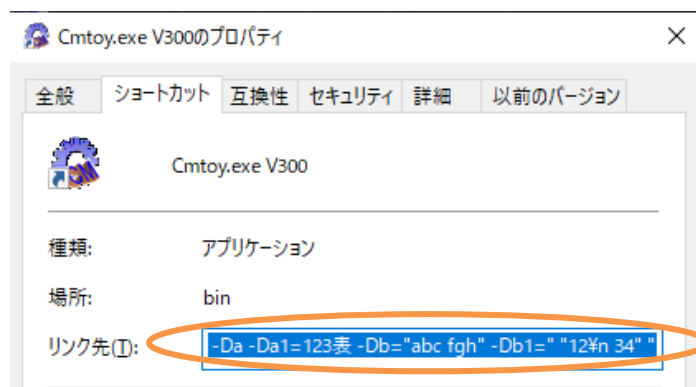 Cmtoy.exe V300のプロパティ
全般 ショートカット 互換性 セキュリティ 詳細 以前のバージョン
CM
Cmtoy.exe V300
種類: アプリケーション
場所: bin
リンク先(T): -Da -Da1=123表 -Db="abc fgh" -Db1=" "12¥n 34" "